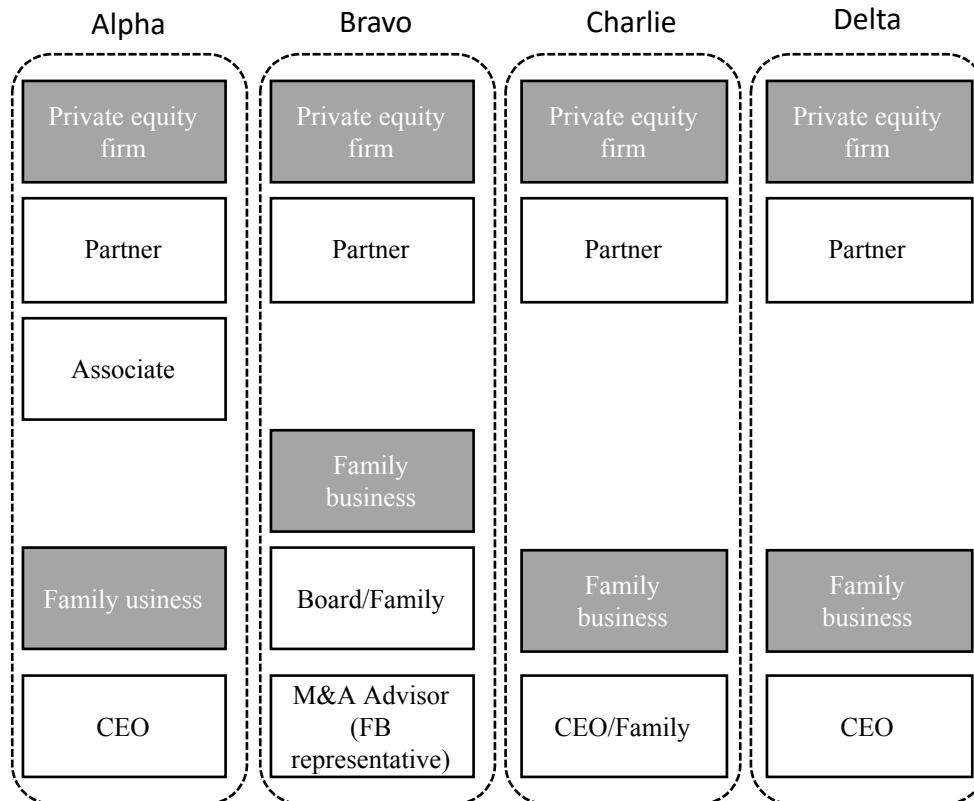 Alpha
Bravo
Charlie
Delta
Private equity
firm
Private equity
firm
Private equity
firm
Private equity
firm
Partner
Partner
Partner
Partner
Associate
Family
business
Family usiness
Board/Family
Family
business
Family
business
CEO
M&A Advisor
(FB
representative)
CEO/Family
CEO